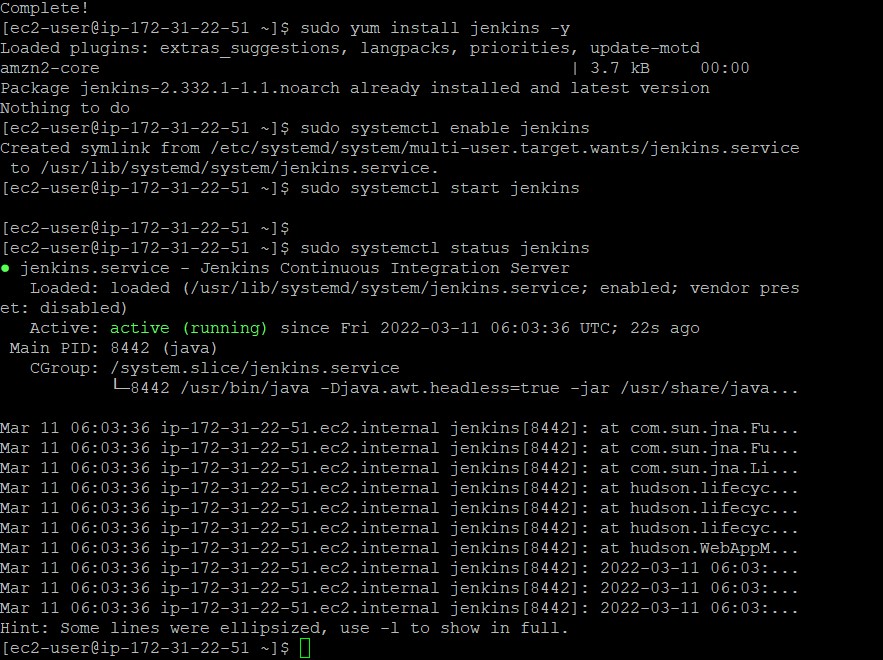 Complete!
[ec2-user@ip-172-31-22-51 ~]$ sudo yum install jenkins -y
Loaded plugins: extras_suggestions, langpacks, priorities, update-motd
amzn2-core                                               | 3.7 kB     00:00
Package jenkins-2.332.1-1.1.noarch already installed and latest version
Nothing to do
[ec2-user@ip-172-31-22-51 ~]$ sudo systemctl enable jenkins
Created symlink from /etc/systemd/system/multi-user.target.wants/jenkins.service
 to /usr/lib/systemd/system/jenkins.service.
[ec2-user@ip-172-31-22-51 ~]$ sudo systemctl start jenkins
[ec2-user@ip-172-31-22-51 ~]$
[ec2-user@ip-172-31-22-51 ~]$ sudo systemctl status jenkins
● jenkins.service - Jenkins Continuous Integration Server
   Loaded: loaded (/usr/lib/systemd/system/jenkins.service; enabled; vendor pres
et: disabled)
   Active: active (running) since Fri 2022-03-11 06:03:36 UTC; 22s ago
 Main PID: 8442 (java)
   CGroup: /system.slice/jenkins.service
           └─8442 /usr/bin/java -Djava.awt.headless=true -jar /usr/share/java...
Mar 11 06:03:36 ip-172-31-22-51.ec2.internal jenkins[8442]: at com.sun.jna.Fu...
Mar 11 06:03:36 ip-172-31-22-51.ec2.internal jenkins[8442]: at com.sun.jna.Fu...
Mar 11 06:03:36 ip-172-31-22-51.ec2.internal jenkins[8442]: at com.sun.jna.Li...
Mar 11 06:03:36 ip-172-31-22-51.ec2.internal jenkins[8442]: at hudson.lifecyc...
Mar 11 06:03:36 ip-172-31-22-51.ec2.internal jenkins[8442]: at hudson.lifecyc...
Mar 11 06:03:36 ip-172-31-22-51.ec2.internal jenkins[8442]: at hudson.lifecyc...
Mar 11 06:03:36 ip-172-31-22-51.ec2.internal jenkins[8442]: at hudson.WebAppM...
Mar 11 06:03:36 ip-172-31-22-51.ec2.internal jenkins[8442]: 2022-03-11 06:03:...
Mar 11 06:03:36 ip-172-31-22-51.ec2.internal jenkins[8442]: 2022-03-11 06:03:...
Mar 11 06:03:36 ip-172-31-22-51.ec2.internal jenkins[8442]: 2022-03-11 06:03:...
Hint: Some lines were ellipsized, use -l to show in full.
[ec2-user@ip-172-31-22-51 ~]$